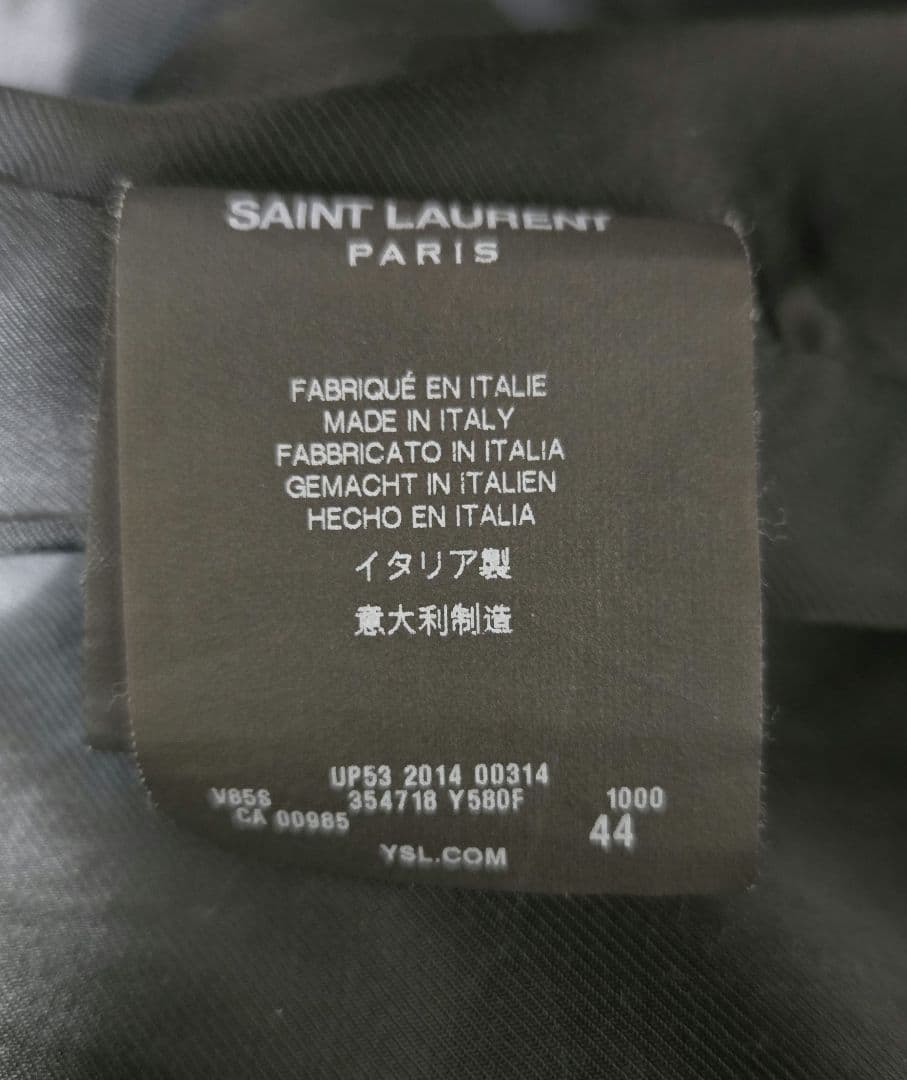 SAINT LAURENT
PARIS
FABRIQUÉ EN ITALIE
MADE IN ITALY
FABBRICATO IN ITALIA
GEMACHT IN ITALIEN
HECHO EN ITALIA
イタリア製
意大利制造
UP53 2014 00314
V85S 354718 Y580F 1000
CA 00985 44
YSL.COM